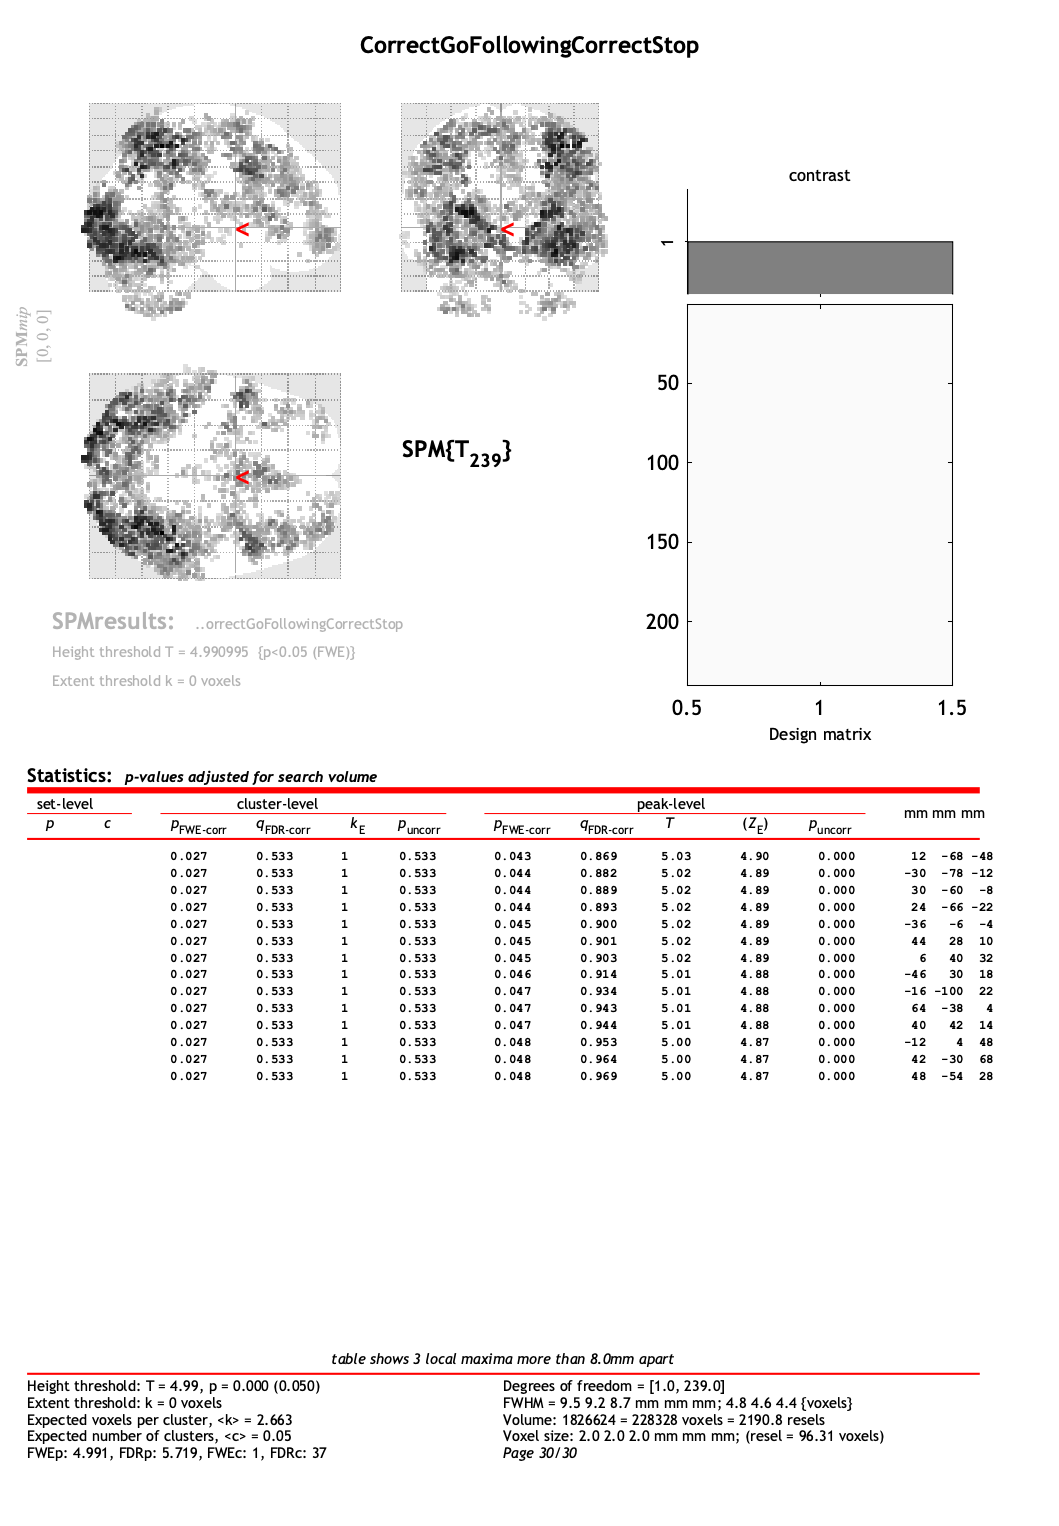 CorrectGoFollowingCorrectStop
contrast
1
<
<
<
SPMmip
[0, 0, 0]
SPM{T239}
50
100
150
200
0.5 1 1.5
Design matrix
SPMresults: ..orrectGoFollowingCorrectStop
Height threshold T = 4.990995 {p<0.05 (FWE)}
Extent threshold k = 0 voxels
Statistics: p-values adjusted for search volume
set-level cluster-level peak-level mm mm mm
p c pFWE-corr qFDR-corr kE puncorr pFWE-corr qFDR-corr T (ZE) puncorr
0.027 0.533 1 0.533 0.043 0.869 5.03 4.90 0.000 12 -68 -48
0.027 0.533 1 0.533 0.044 0.882 5.02 4.89 0.000 -30 -78 -12
0.027 0.533 1 0.533 0.044 0.889 5.02 4.89 0.000 30 -60 -8
0.027 0.533 1 0.533 0.044 0.893 5.02 4.89 0.000 24 -66 -22
0.027 0.533 1 0.533 0.045 0.900 5.02 4.89 0.000 -36 -6 -4
0.027 0.533 1 0.533 0.045 0.901 5.02 4.89 0.000 44 28 10
0.027 0.533 1 0.533 0.045 0.903 5.02 4.89 0.000 6 40 32
0.027 0.533 1 0.533 0.046 0.914 5.01 4.88 0.000 -46 30 18
0.027 0.533 1 0.533 0.047 0.934 5.01 4.88 0.000 -16 -100 22
0.027 0.533 1 0.533 0.047 0.943 5.01 4.88 0.000 64 -38 4
0.027 0.533 1 0.533 0.047 0.944 5.01 4.88 0.000 40 42 14
0.027 0.533 1 0.533 0.048 0.953 5.00 4.87 0.000 -12 4 48
0.027 0.533 1 0.533 0.048 0.964 5.00 4.87 0.000 42 -30 68
0.027 0.533 1 0.533 0.048 0.969 5.00 4.87 0.000 48 -54 28
table shows 3 local maxima more than 8.0mm apart
Height threshold: T = 4.99, p = 0.000 (0.050)
Extent threshold: k = 0 voxels
Expected voxels per cluster, <k> = 2.663
Expected number of clusters, <c> = 0.05
FWEp: 4.991, FDRp: 5.719, FWEc: 1, FDRc: 37
Degrees of freedom = [1.0, 239.0]
FWHM = 9.5 9.2 8.7 mm mm mm; 4.8 4.6 4.4 {voxels}
Volume: 1826624 = 228328 voxels = 2190.8 resels
Voxel size: 2.0 2.0 2.0 mm mm mm; (resel = 96.31 voxels)
Page 30/30